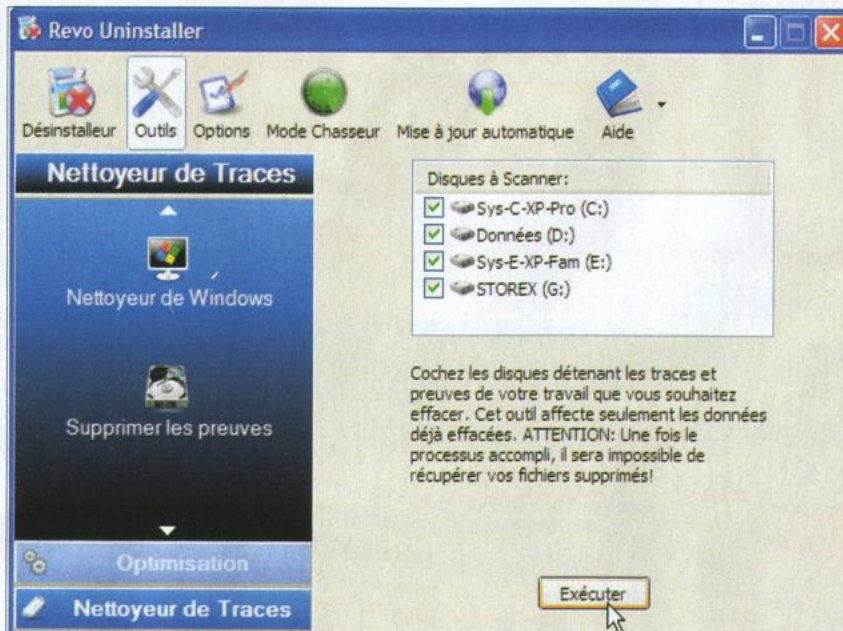 Revo Uninstaller
Désinstalleur
Outils
Options
Mode Chasseur
Mise à jour automatique
Aide
Nettoyeur de Traces
Nettoyeur de Windows
Supprimer les preuves
Optimisation
Nettoyeur de Traces
Disques à Scanner:
Sys-C-XP-Pro (C:)
Données (D:)
Sys-E-XP-Fam (E:)
STOREX (G:)
Cochez les disques détenant les traces et
preuves de votre travail que vous souhaitez
effacer. Cet outil affecte seulement les données
déjà effacées. ATTENTION: Une fois le
processus accompli, il sera impossible de
récupérer vos fichiers supprimés!
Exécuter